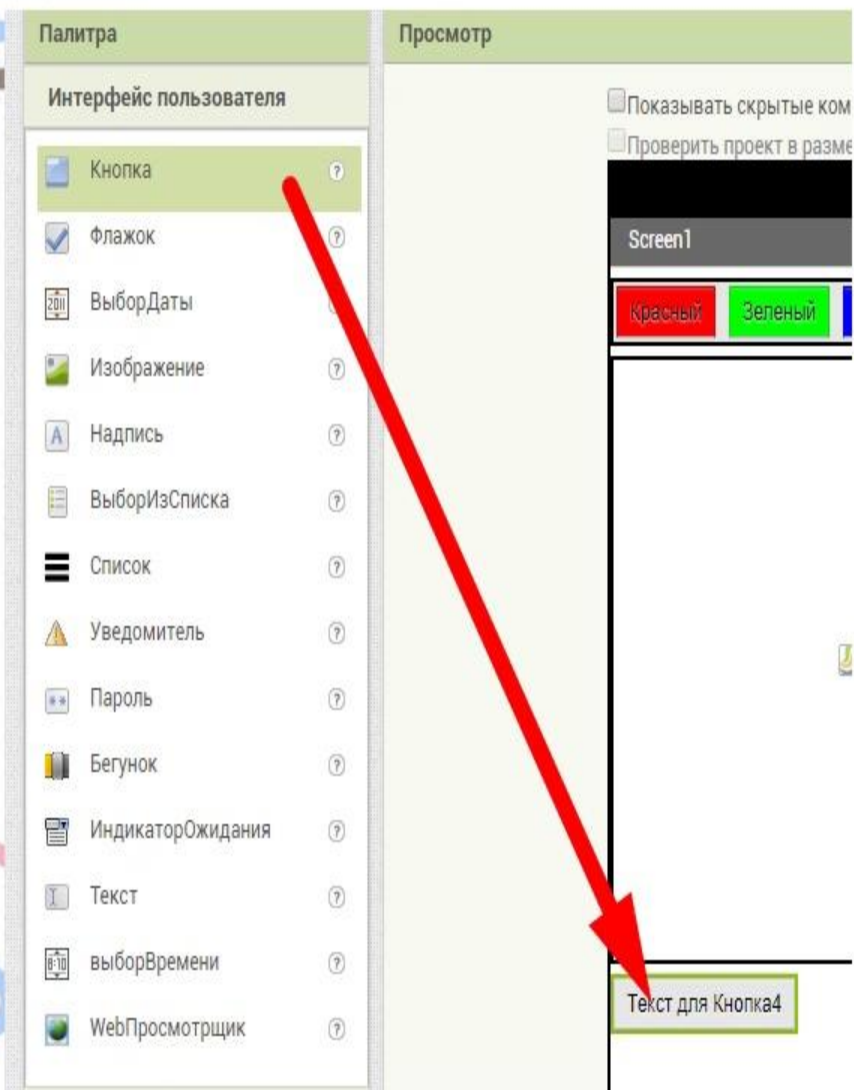 Палитра
Интерфейс пользователя
Кнопка
Флажок
ВыборДаты
Изображение
Надпись
ВыборИзСписка
Список
Уведомитель
Пароль
Бегунок
ИндикаторОжидания
Текст
выборВремени
WebПросмотрщик
Просмотр
Показывать скрытые ком
Проверить проект в разме
Screen1
Красный Зеленый
Текст для Кнопка4